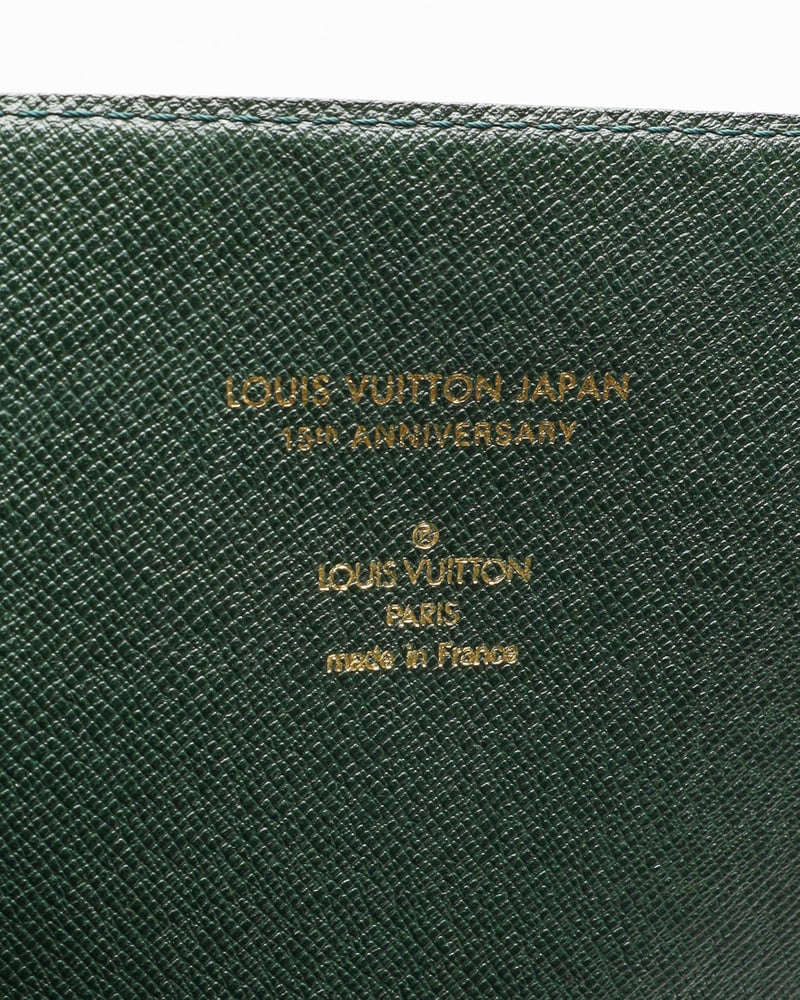 LOUIS VUITTON JAPAN
15th ANNIVERSARY
®
LOUIS VUITTON
PARIS
made in France